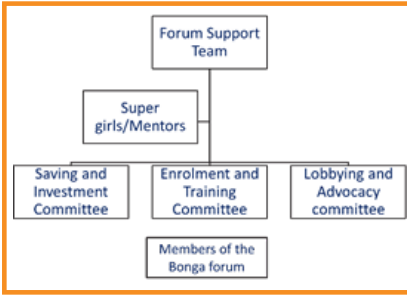 Forum Support
Team
Super
girls/Mentors
Saving and
Investment
Committee
Enrolment and
Training
Committee
Lobbying and
Advocacy
committee
Members of the
Bonga forum